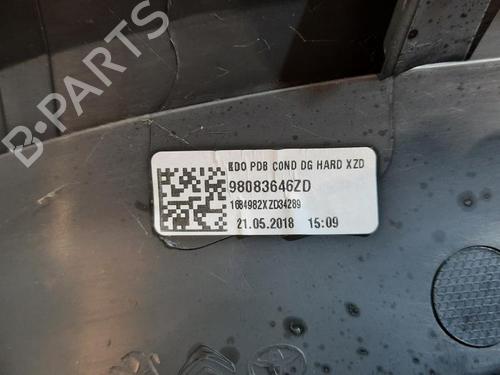 B-PARTS
KDO PDB COND DG HARD XZD
98083646ZD
1684982XZD34289
21.05.2018 15:09